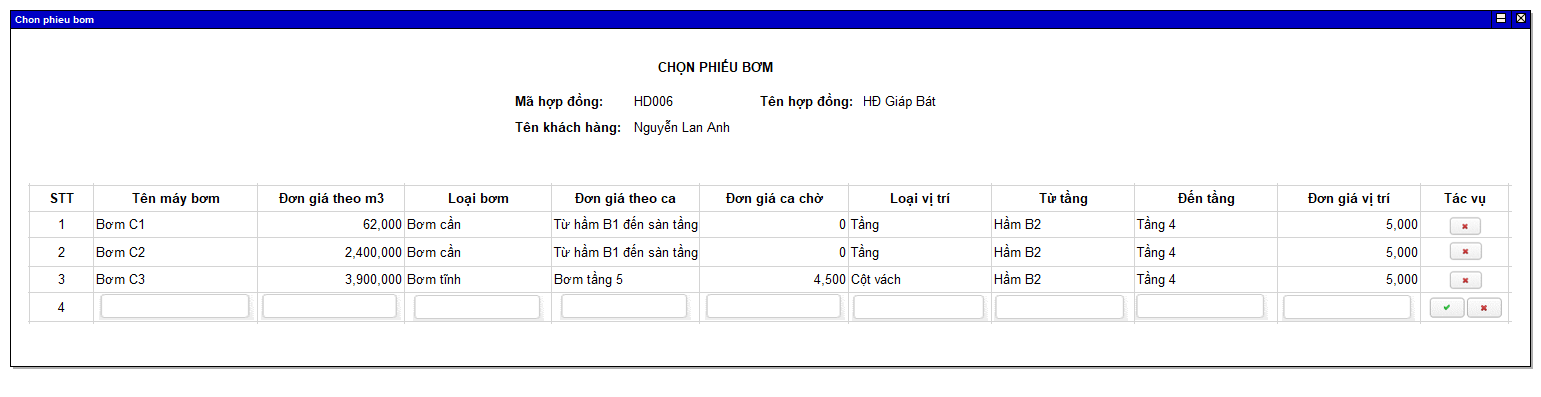 Chon phieu bom
CHỌN PHIẾU BƠM
Mã hợp đồng: HD006 Tên hợp đồng: HĐ Giáp Bát
Tên khách hàng: Nguyễn Lan Anh
STT Tên máy bơm Đơn giá theo m3 Loại bơm Đơn giá theo ca Đơn giá ca chờ Loại vị trí Từ tầng Đến tầng Đơn giá vị trí Tác vụ
1 Bơm C1 62,000 Bơm cần Từ hầm B1 đến sàn tầng 0 Tầng Hầm B2 Tầng 4 5,000
2 Bơm C2 2,400,000 Bơm cần Từ hầm B1 đến sàn tầng 0 Tầng Hầm B2 Tầng 4 5,000
3 Bơm C3 3,900,000 Bơm tĩnh Bơm tầng 5 4,500 Cột vách Hầm B2 Tầng 4 5,000
4